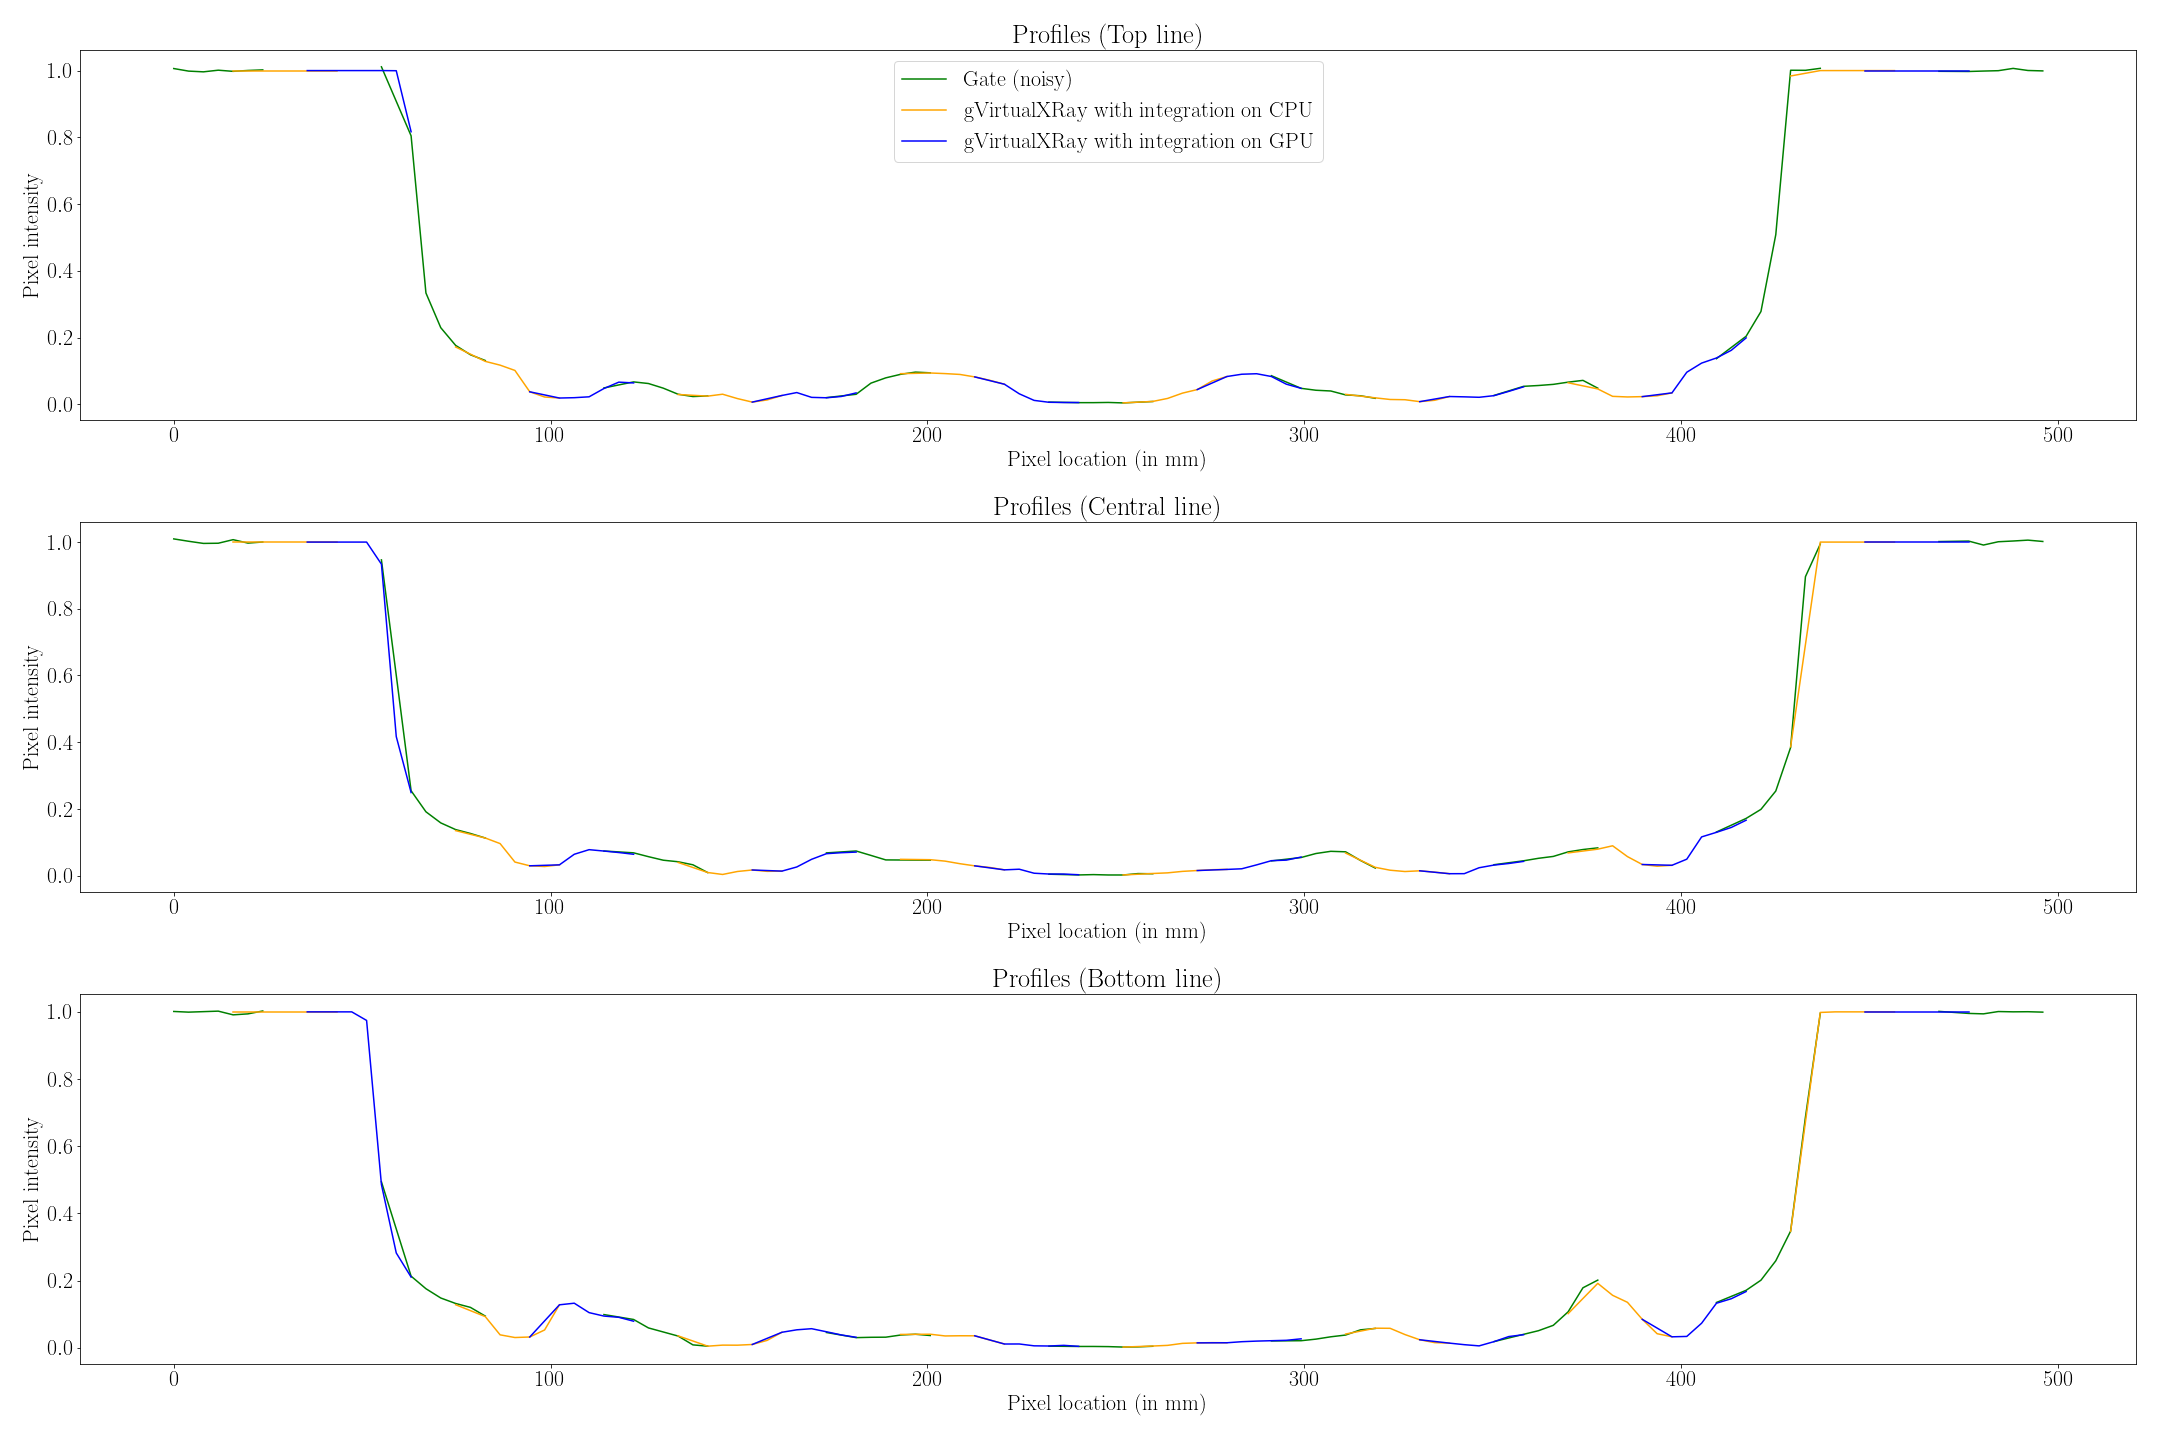 Profiles (Top line)
1.0
0.8
0.6
0.4
0.2
0.0
Pixel intensity
Gate (noisy)
gVirtualXRay with integration on CPU
gVirtualXRay with integration on GPU
0 100 200 300 400 500
Pixel location (in mm)
Profiles (Central line)
1.0
0.8
0.6
0.4
0.2
0.0
Pixel intensity
0 100 200 300 400 500
Pixel location (in mm)
Profiles (Bottom line)
1.0
0.8
0.6
0.4
0.2
0.0
Pixel intensity
0 100 200 300 400 500
Pixel location (in mm)